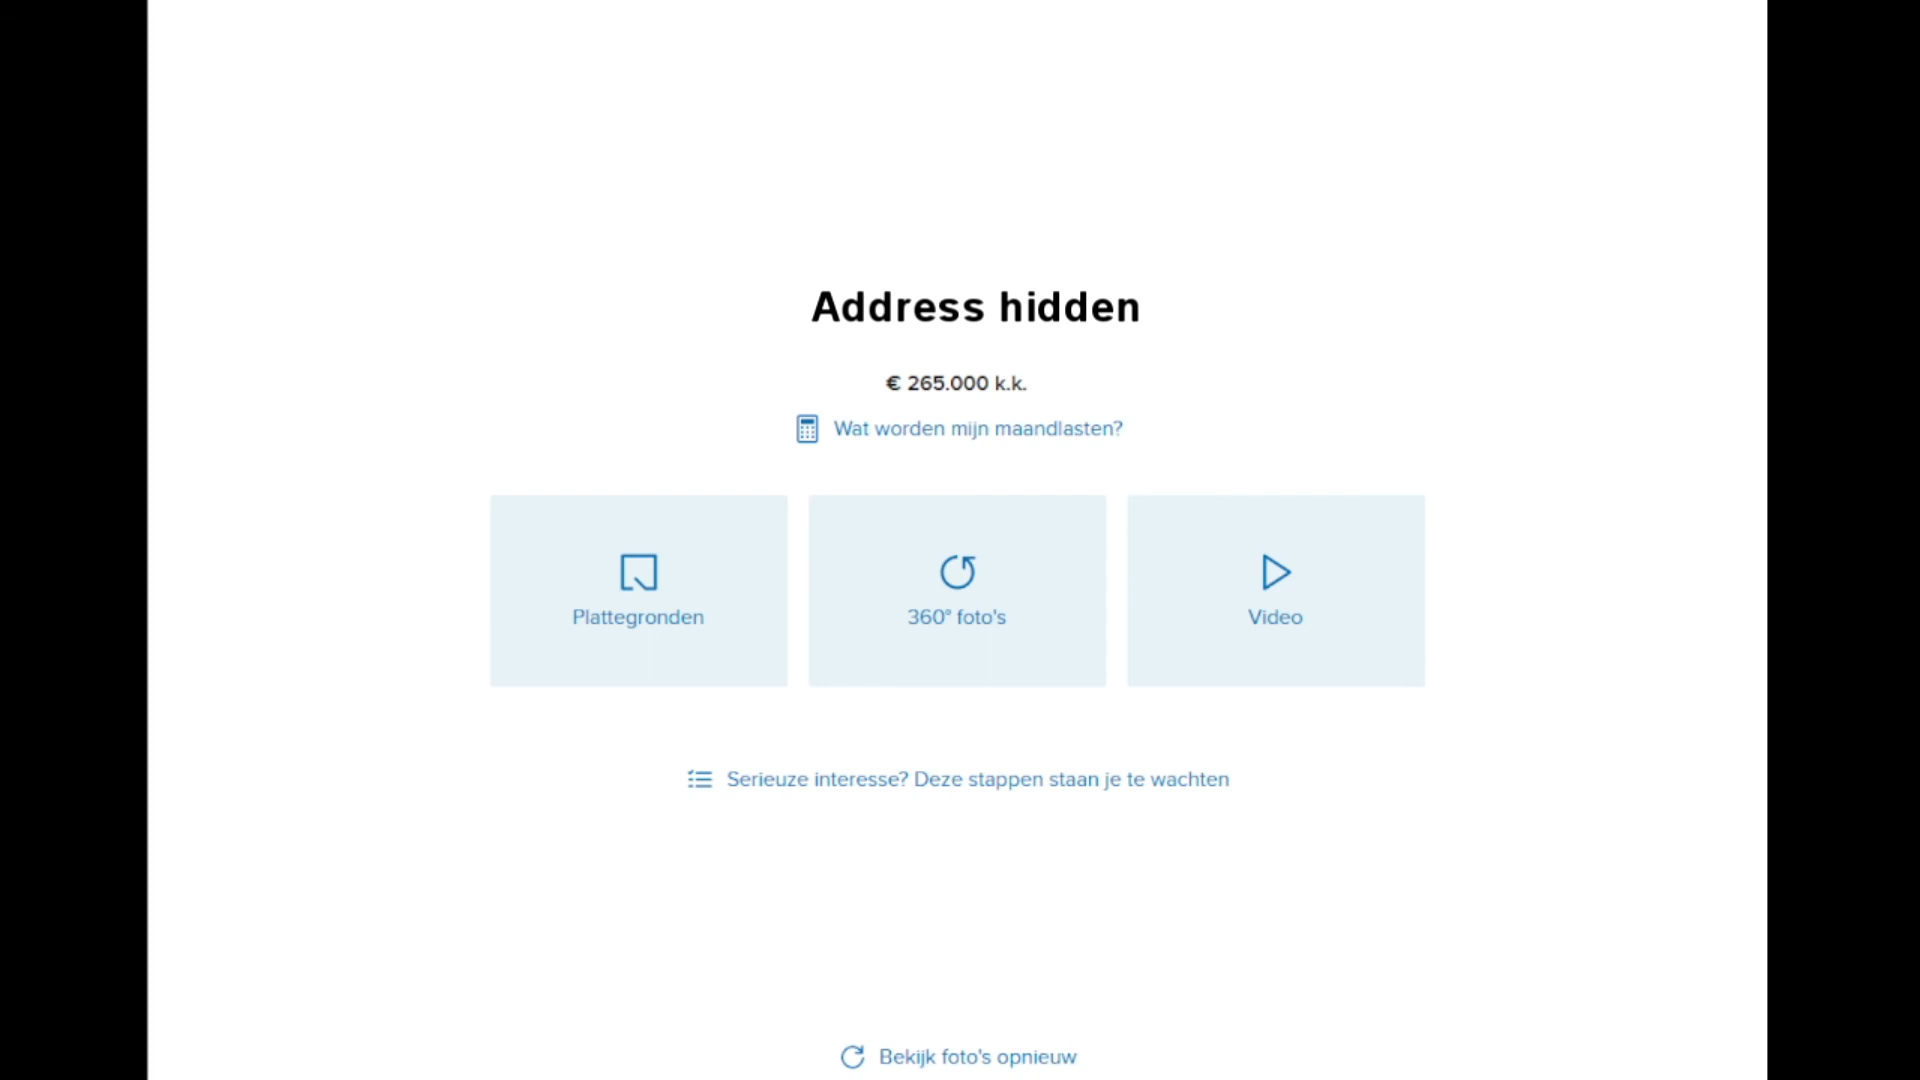 Address hidden
€ 265.000 k.k.
Wat worden mijn maandlasten?
Plattegronden
360° foto's
Video
Serieuze interesse? Deze stappen staan je te wachten
Bekijk foto's opnieuw